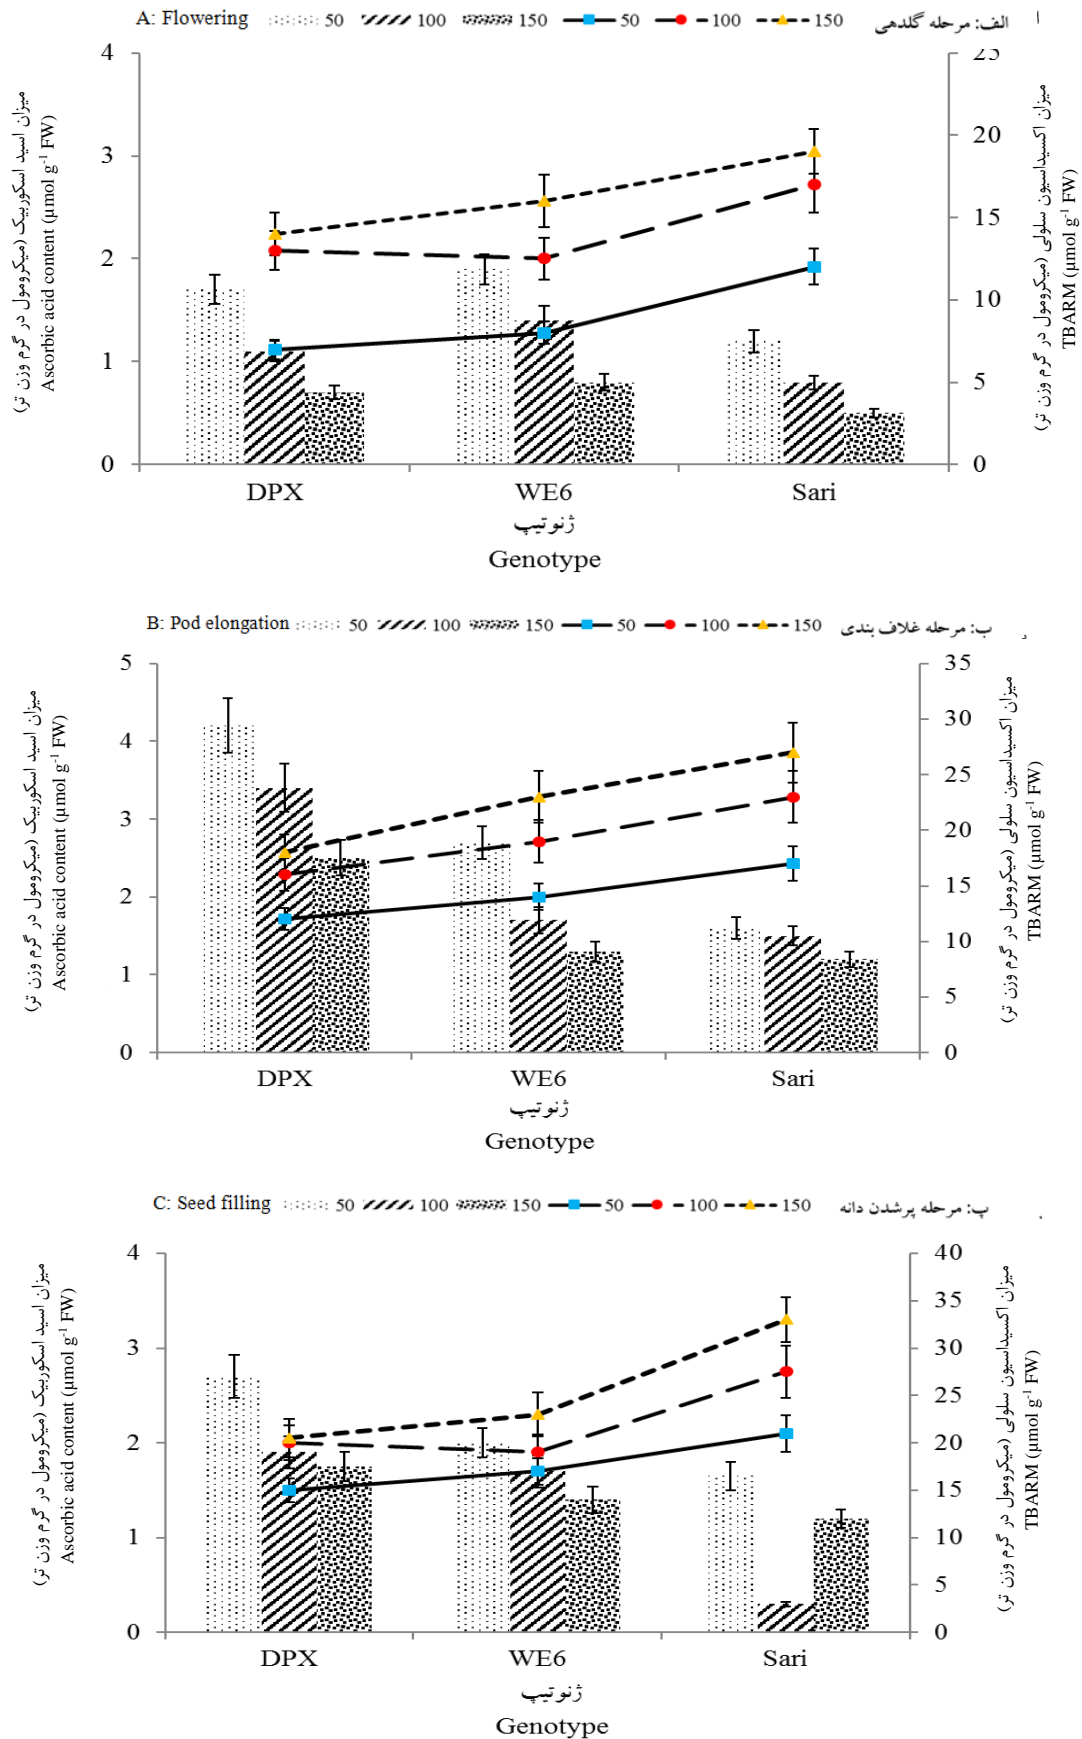 A: Flowering 50 100 150 50 100 150 الف: مرحله گلدهی
میزان اسید اسکوربیک (میکرومول در گرم وزن تر)
Ascorbic acid content (µmol g-1 FW)
4
3
2
1
0
25
20
15
10
5
0
میزان اکسیداسیون سلولی (میکرومول در گرم وزن تر)
TBARM (µmol g-1 FW)
DPX WE6 Sari
ژنوتیپ
Genotype
B: Pod elongation 50 100 150 50 100 150 ب: مرحله غلاف بندی
میزان اسید اسکوربیک (میکرومول در گرم وزن تر)
Ascorbic acid content (µmol g-1 FW)
5
4
3
2
1
0
35
30
25
20
15
10
5
0
میزان اکسیداسیون سلولی (میکرومول در گرم وزن تر)
TBARM (µmol g-1 FW)
DPX WE6 Sari
ژنوتیپ
Genotype
C: Seed filling 50 100 150 50 100 150 پ: مرحله پرشدن دانه
میزان اسید اسکوربیک (میکرومول در گرم وزن تر)
Ascorbic acid content (µmol g-1 FW)
4
3
2
1
0
40
35
30
25
20
15
10
5
0
میزان اکسیداسیون سلولی (میکرومول در گرم وزن تر)
TBARM (µmol g-1 FW)
DPX WE6 Sari
ژنوتیپ
Genotype